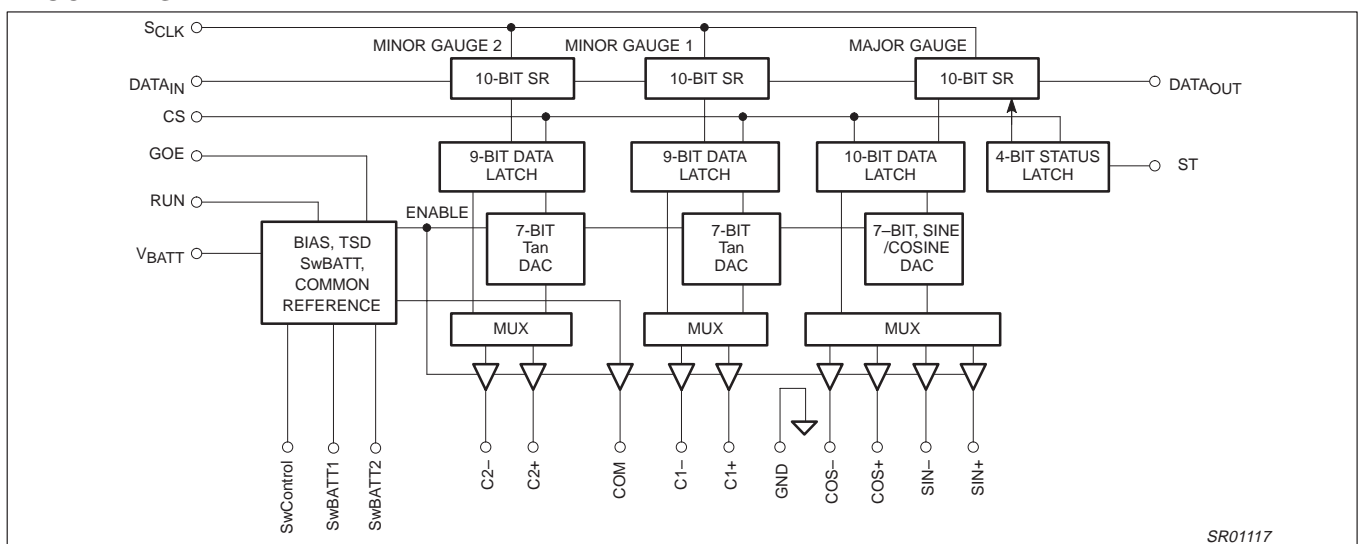 SCLK
MINOR GAUGE 2
MINOR GAUGE 1
MAJOR GAUGE
DATAIN
10-BIT SR
10-BIT SR
10-BIT SR
DATAOUT
CS
GOE
9-BIT DATA
LATCH
9-BIT DATA
LATCH
10-BIT DATA
LATCH
4-BIT STATUS
LATCH
ST
RUN
ENABLE
VBATT
BIAS, TSD
SwBATT,
COMMON
REFERENCE
7-BIT
Tan
DAC
7-BIT
Tan
DAC
7–BIT, SINE
/COSINE
DAC
MUX
MUX
MUX
SwControl
SwBATT1
SwBATT2
C2–
C2+
COM
C1–
C1+
GND
COS–
COS+
SIN–
SIN+
SR01117